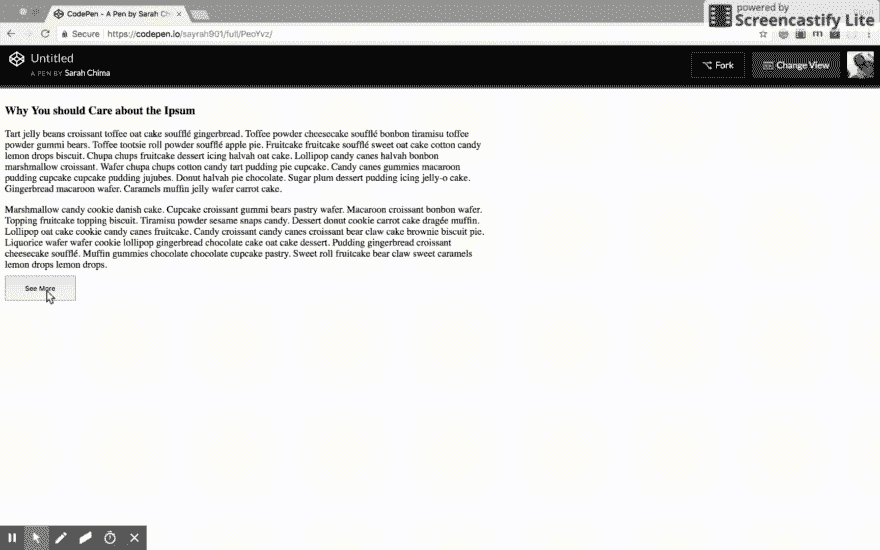 CodePen - A Pen by Sarah Ch
powered by
Screencastify Lite
Secure
https://codepen.io/sayrah901/full/PeoYvz/
Untitled
A PEN BY Sarah Chima
Fork
Change View
Why You should Care about the Ipsum
Tart jelly beans croissant toffee oat cake soufflé gingerbread. Toffee powder cheesecake soufflé bonbon tiramisu toffee
powder gummi bears. Toffee tootsie roll powder soufflé apple pie. Fruitcake fruitcake soufflé sweet oat cake cotton candy
lemon drops biscuit. Chupa chups fruitcake dessert icing halvah oat cake. Lollipop candy canes halvah bonbon
marshmallow croissant. Wafer chupa chups cotton candy tart pudding pie cupcake. Candy canes gummies macaroon
pudding cupcake cupcake pudding jujubes. Donut halvah pie chocolate. Sugar plum dessert pudding icing jelly-o cake.
Gingerbread macaroon wafer. Caramels muffin jelly wafer carrot cake.
Marshmallow candy cookie danish cake. Cupcake croissant gummi bears pastry wafer. Macaroon croissant bonbon wafer.
Topping fruitcake topping biscuit. Tiramisu powder sesame snaps candy. Dessert donut cookie carrot cake dragée muffin.
Lollipop oat cake cookie candy canes fruitcake. Candy croissant candy canes croissant bear claw cake brownie biscuit pie.
Liquorice wafer wafer cookie lollipop gingerbread chocolate cake oat cake dessert. Pudding gingerbread croissant
cheesecake soufflé. Muffin gummies chocolate chocolate cupcake pastry. Sweet roll fruitcake bear claw sweet caramels
lemon drops lemon drops.
See More